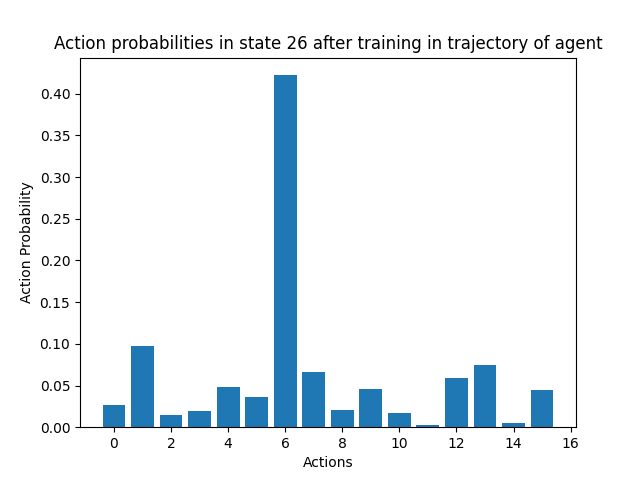 Action probabilities in state 26 after training in trajectory of agent
0.40
0.35
0.30
0.25
0.20
0.15
0.10
0.05
0.00
Action Probability
0 2 4 6 8 10 12 14 16
Actions